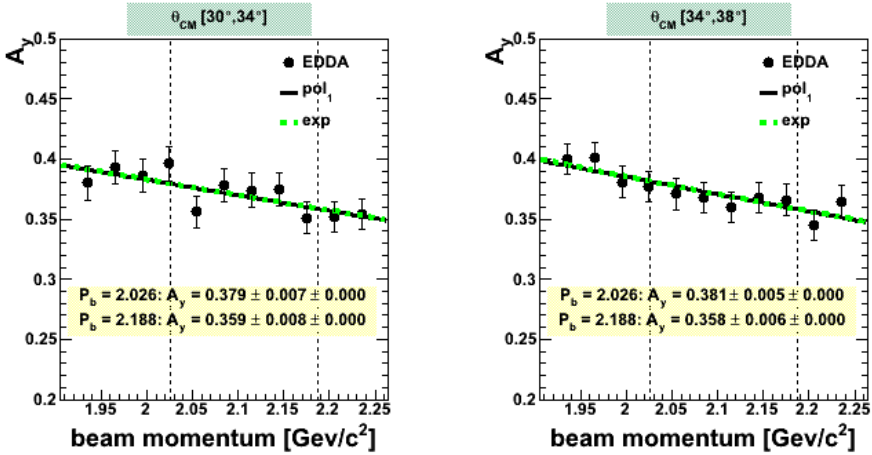 θCM [30°,34°]
Ay
0.5
0.45
0.4
0.35
0.3
0.25
0.2
EDDA
pol1
exp
Pb = 2.026: Ay = 0.379 ± 0.007 ± 0.000
Pb = 2.188: Ay = 0.359 ± 0.008 ± 0.000
1.95 2 2.05 2.1 2.15 2.2 2.25
beam momentum [Gev/c²]
θCM [34°,38°]
Ay
0.5
0.45
0.4
0.35
0.3
0.25
0.2
EDDA
pol1
exp
Pb = 2.026: Ay = 0.381 ± 0.005 ± 0.000
Pb = 2.188: Ay = 0.358 ± 0.006 ± 0.000
1.95 2 2.05 2.1 2.15 2.2 2.25
beam momentum [Gev/c²]